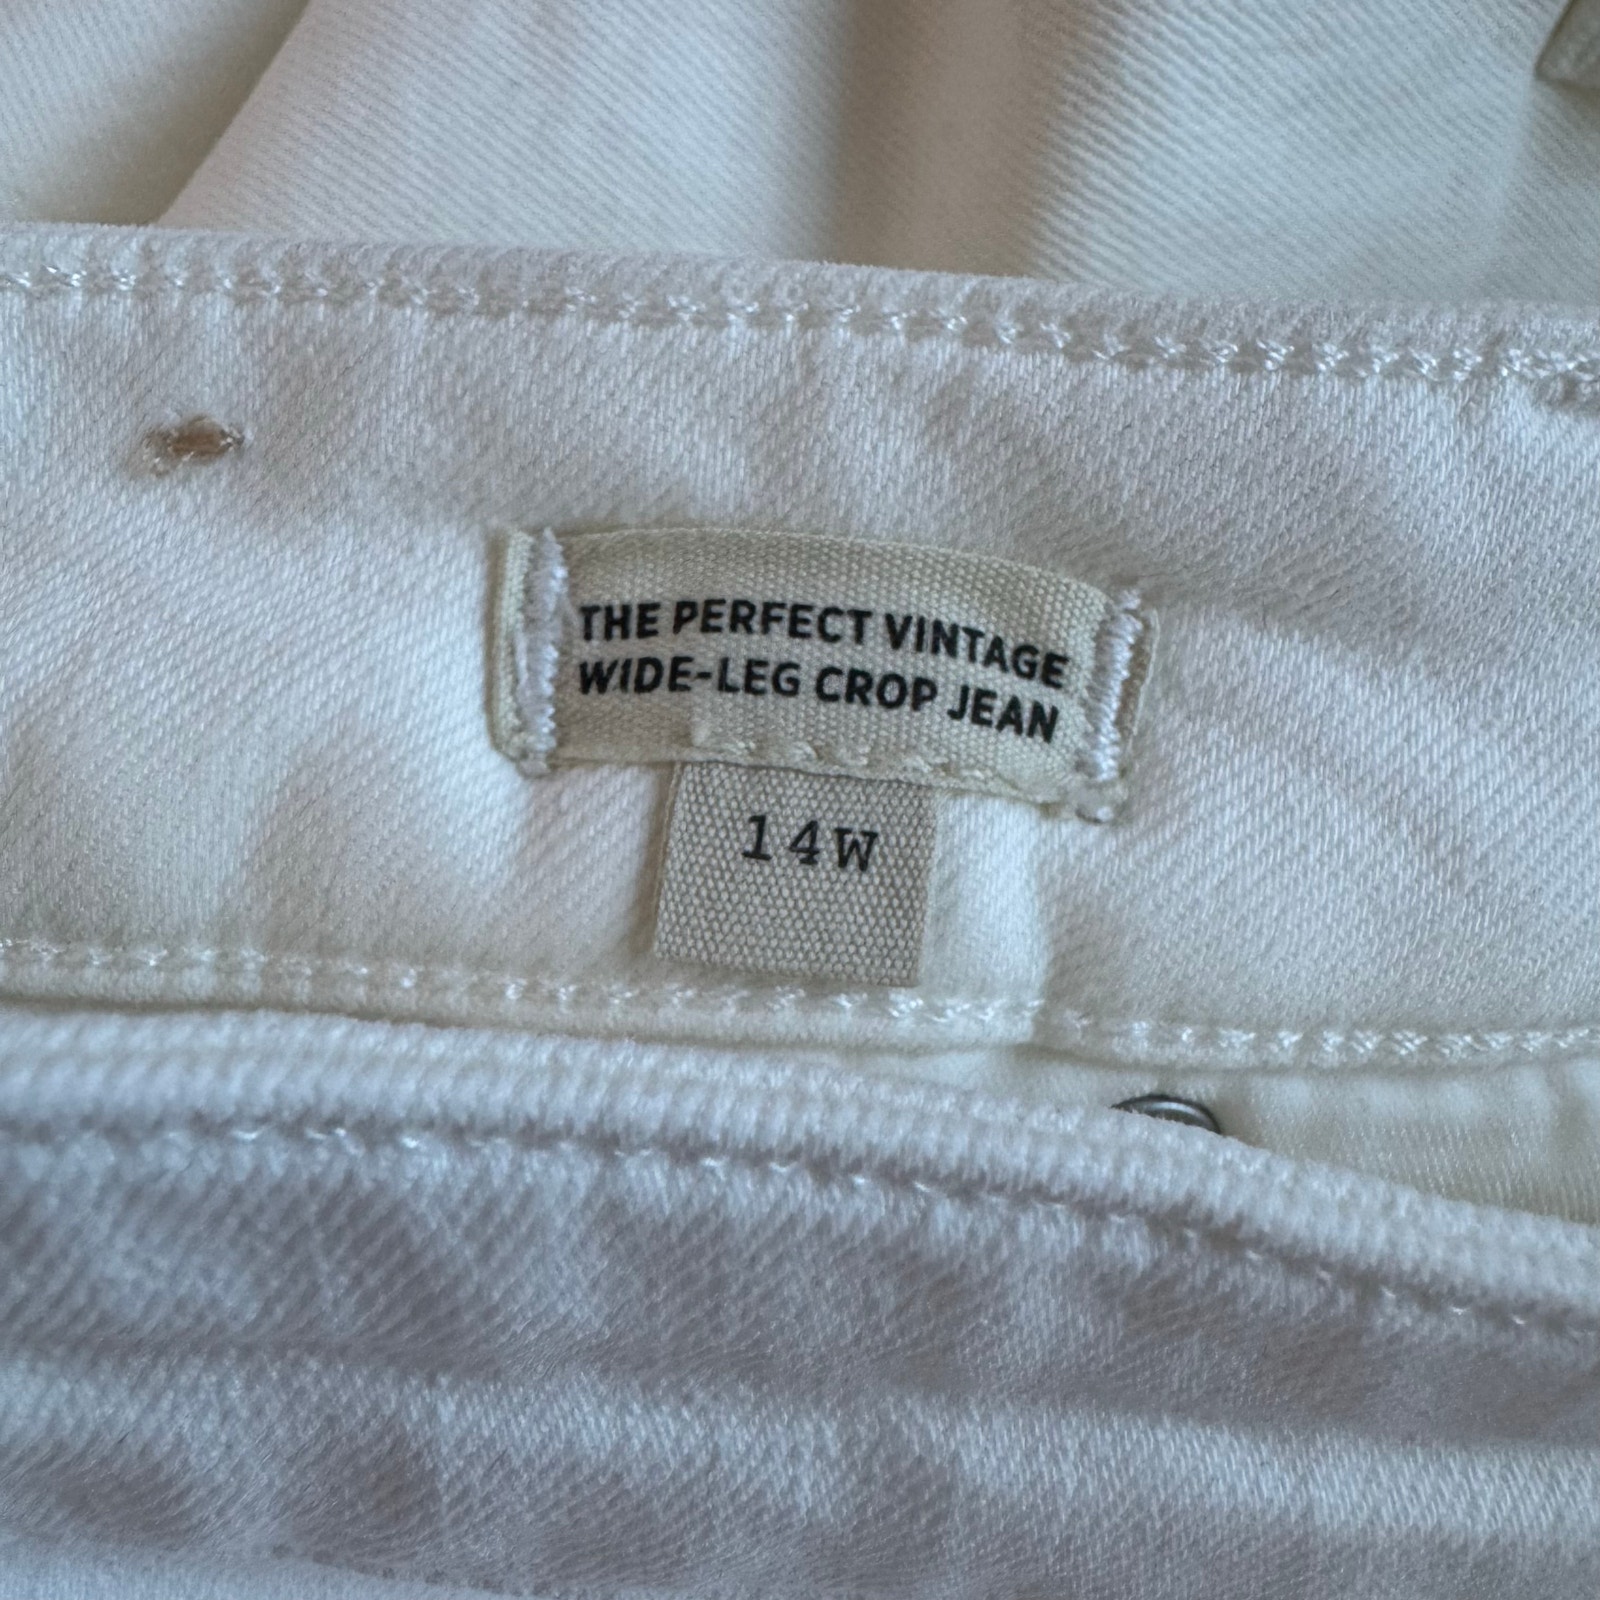 THE PERFECT VINTAGE
WIDE-LEG CROP JEAN
14W